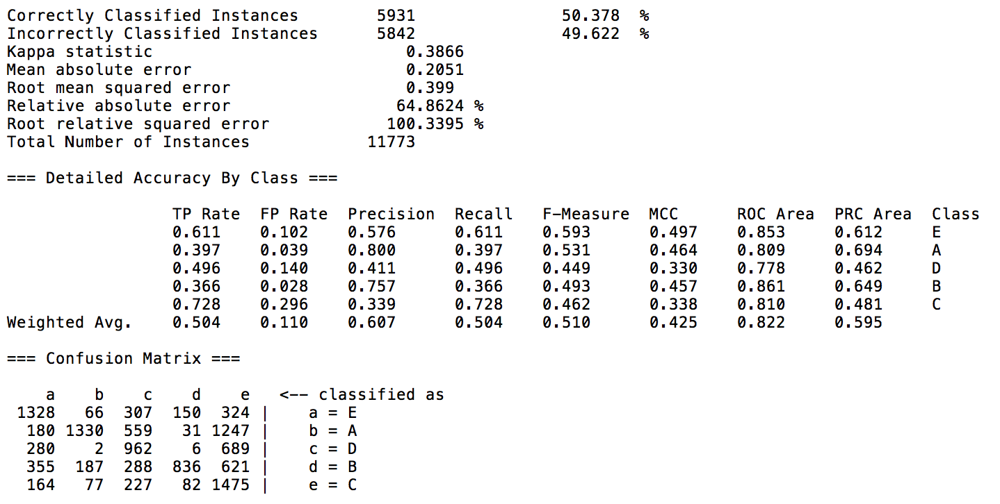 Correctly Classified Instances 5931 50.378 %
Incorrectly Classified Instances 5842 49.622 %
Kappa statistic 0.3866
Mean absolute error 0.2051
Root mean squared error 0.399
Relative absolute error 64.8624 %
Root relative squared error 100.3395 %
Total Number of Instances 11773
=== Detailed Accuracy By Class ===
TP Rate FP Rate Precision Recall F-Measure MCC ROC Area PRC Area Class
0.611 0.102 0.576 0.611 0.593 0.497 0.853 0.612 E
0.397 0.039 0.800 0.397 0.531 0.464 0.809 0.694 A
0.496 0.140 0.411 0.496 0.449 0.330 0.778 0.462 D
0.366 0.028 0.757 0.366 0.493 0.457 0.861 0.649 B
0.728 0.296 0.339 0.728 0.462 0.338 0.810 0.481 C
Weighted Avg. 0.504 0.110 0.607 0.504 0.510 0.425 0.822 0.595
=== Confusion Matrix ===
a b c d e <-- classified as
1328 66 307 150 324 | a = E
180 1330 559 31 1247 | b = A
280 2 962 6 689 | c = D
355 187 288 836 621 | d = B
164 77 227 82 1475 | e = C